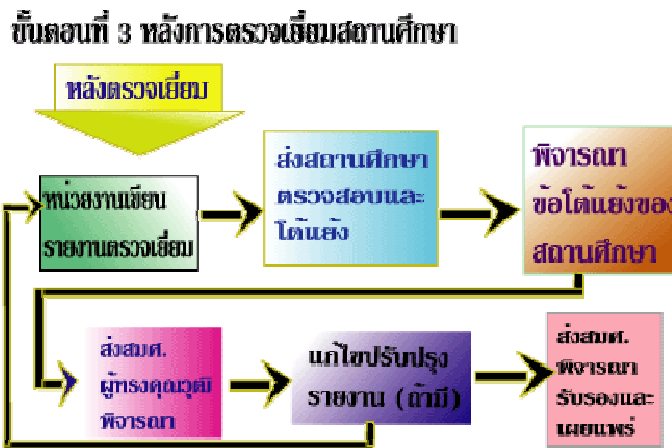 ขั้นตอนที่ 3 หลังการตรวจเยี่ยมสถานศึกษา
หลังตรวจเยี่ยม
หน่วยงานเขียน
รายงานตรวจเยี่ยม
ส่งสถานศึกษา
ตรวจสอบและ
โต้แย้ง
พิจารณา
ข้อโต้แย้งของ
สถานศึกษา
ส่งสมศ.
ผู้ทรงคุณวุฒิ
พิจารณา
แก้ไขปรับปรุง
รายงาน (ถ้ามี)
ส่งสมศ.
พิจารณา
รับรองและ
เผยแพร่